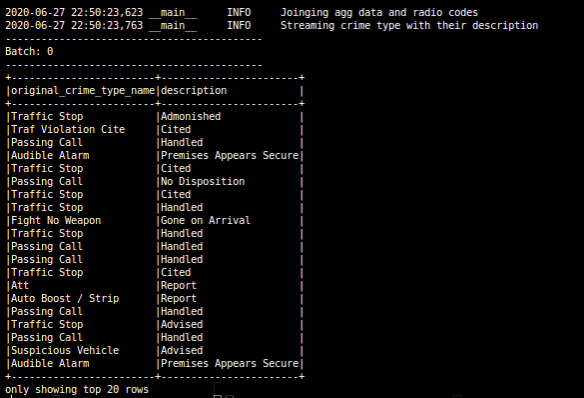 2020-06-27 22:50:23,623 __main__     INFO     Joinging agg data and radio codes
2020-06-27 22:50:23,763 __main__     INFO     Streaming crime type with their description
-------------------------------------------
Batch: 0
-------------------------------------------
+------------------------+-----------------------+
|original_crime_type_name|description            |
+------------------------+-----------------------+
|Traffic Stop            |Admonished             |
|Traf Violation Cite     |Cited                  |
|Passing Call            |Handled                |
|Audible Alarm           |Premises Appears Secure|
|Traffic Stop            |Cited                  |
|Passing Call            |No Disposition         |
|Traffic Stop            |Cited                  |
|Traffic Stop            |Handled                |
|Fight No Weapon         |Gone on Arrival        |
|Traffic Stop            |Handled                |
|Passing Call            |Handled                |
|Passing Call            |Handled                |
|Traffic Stop            |Cited                  |
|Att                     |Report                 |
|Auto Boost / Strip      |Report                 |
|Passing Call            |Handled                |
|Traffic Stop            |Advised                |
|Passing Call            |Handled                |
|Suspicious Vehicle      |Advised                |
|Audible Alarm           |Premises Appears Secure|
+------------------------+-----------------------+
only showing top 20 rows